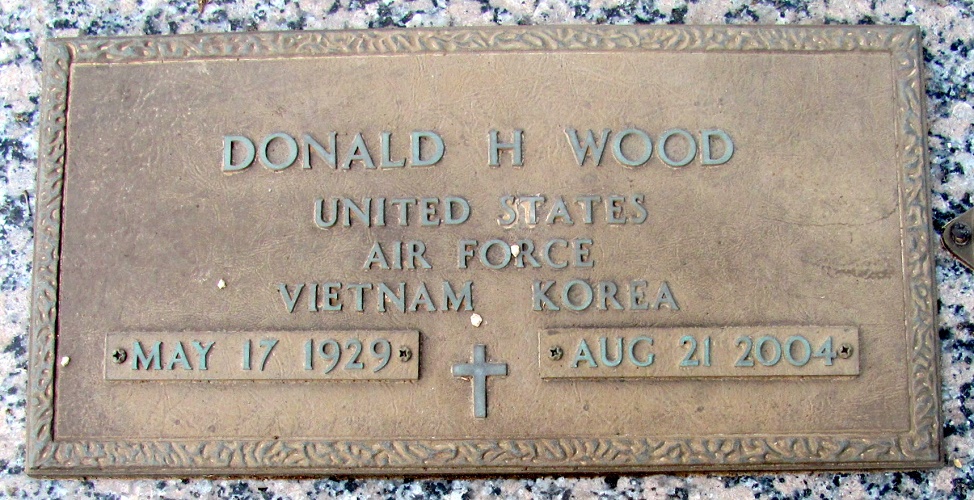 DONALD H WOOD
UNITED STATES
AIR FORCE
VIETNAM KOREA
MAY 17 1929 AUG 21 2004